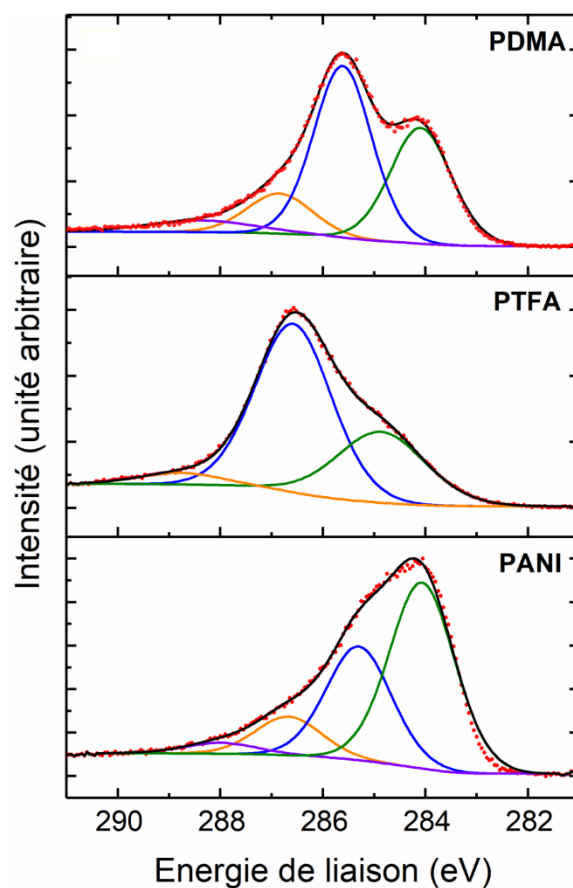 PDMA
PTFA
PANI
Intensité (unité arbitraire)
290 288 286 284 282
Energie de liaison (eV)